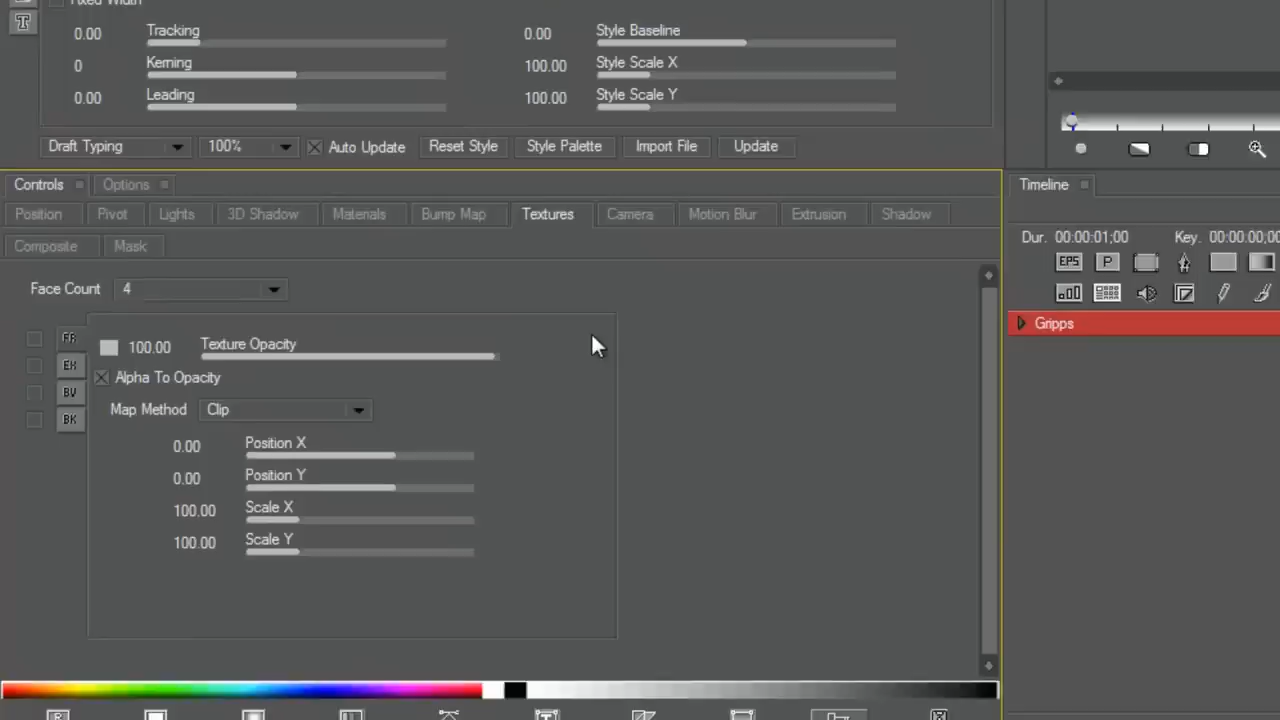 Fixed Width
T
0.00 Tracking 0.00 Style Baseline
0 Kerning 100.00 Style Scale X
0.00 Leading 100.00 Style Scale Y
Draft Typing 100% Auto Update Reset Style Style Palette Import File Update
Controls Options Timeline
Position Pivot Lights 3D Shadow Materials Bump Map Textures Camera Motion Blur Extrusion Shadow
Dur. 00:00:01;00 Key. 00:00:00;00
Composite Mask
EPS P
Face Count 4
Gripps
FR 100.00 Texture Opacity
EX Alpha To Opacity
BV Map Method Clip
BK
0.00 Position X
0.00 Position Y
100.00 Scale X
100.00 Scale Y